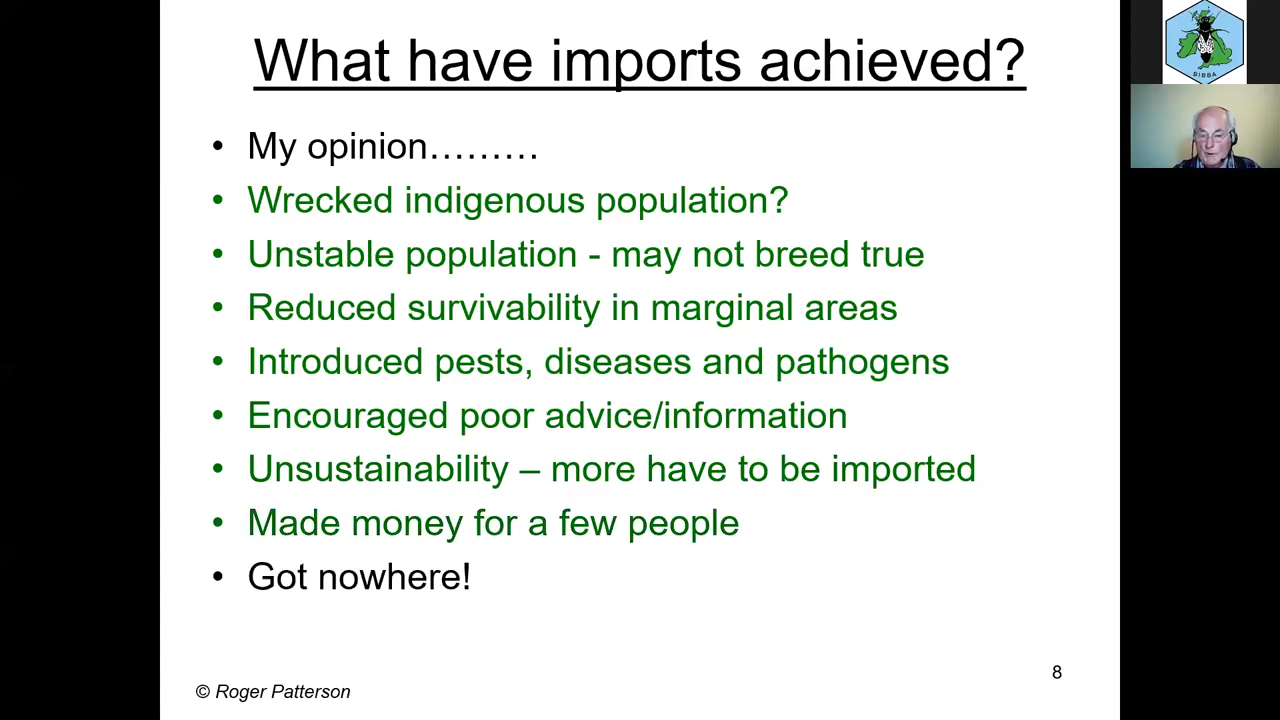 What have imports achieved?
• My opinion………
• Wrecked indigenous population?
• Unstable population - may not breed true
• Reduced survivability in marginal areas
• Introduced pests, diseases and pathogens
• Encouraged poor advice/information
• Unsustainability – more have to be imported
• Made money for a few people
• Got nowhere!
8
© Roger Patterson
BIBBA